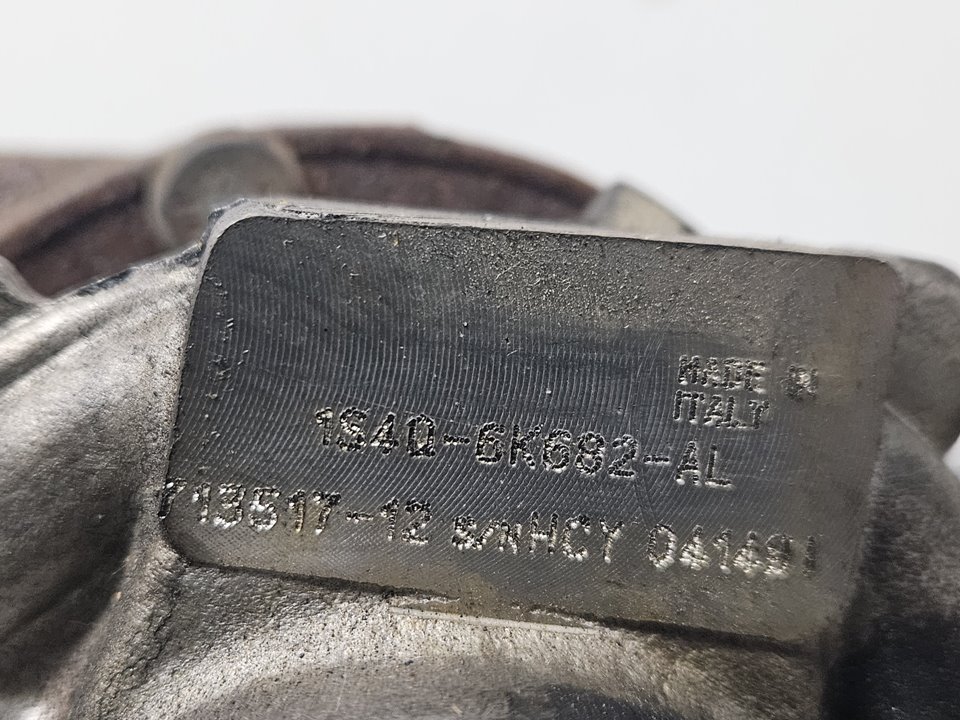 MADE IN
ITALY
1S4Q-6K682-AL
713517-12 s/n HCY 041491